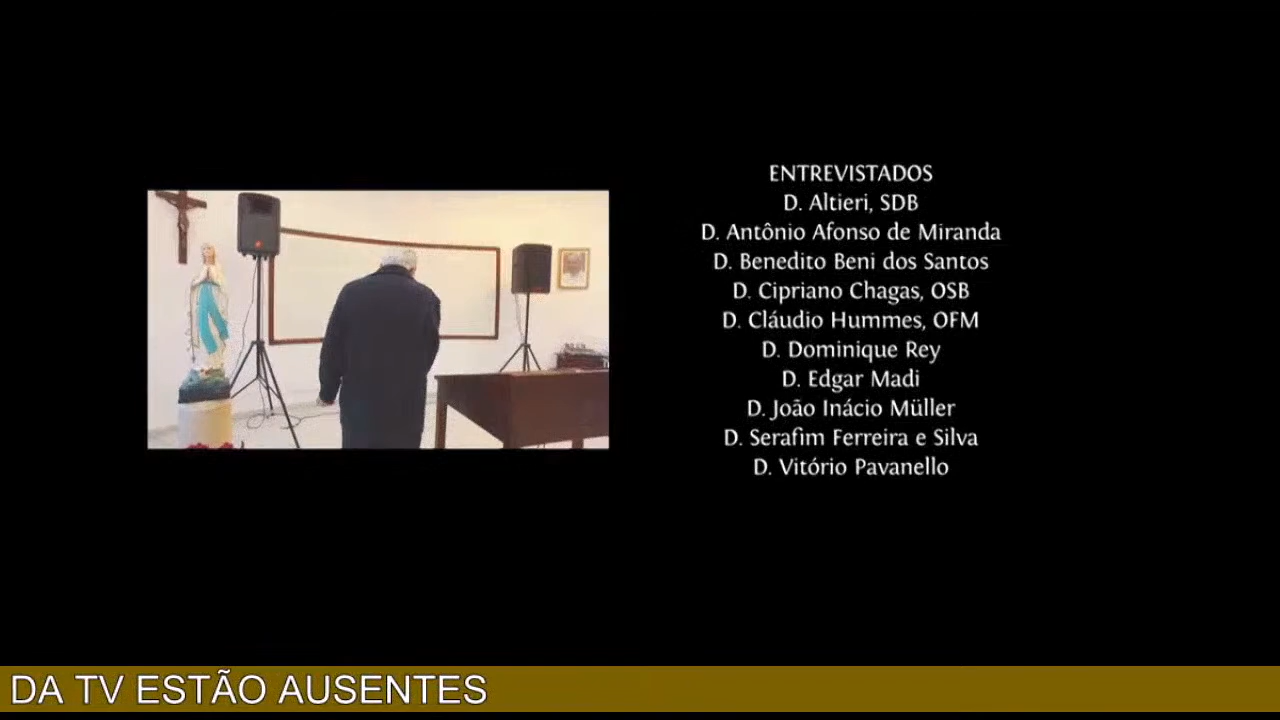 ENTREVISTADOS
D. Altieri, SDB
D. Antônio Afonso de Miranda
D. Benedito Beni dos Santos
D. Cipriano Chagas, OSB
D. Cláudio Hummes, OFM
D. Dominique Rey
D. Edgar Madi
D. João Inácio Müller
D. Serafim Ferreira e Silva
D. Vitório Pavanello
DA TV ESTÃO AUSENTES